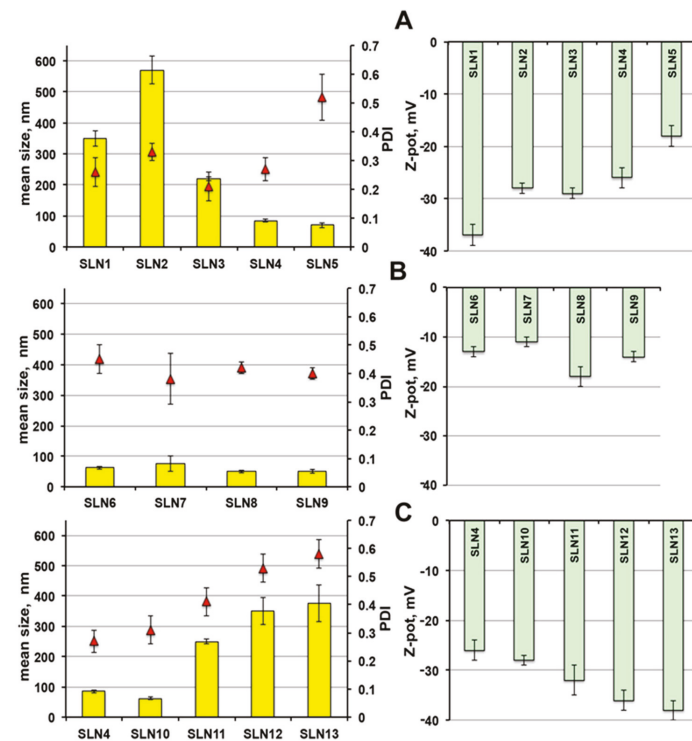 A
mean size, nm
600
500
400
300
200
100
0
0.7
0.6
0.5
0.4
0.3
0.2
0.1
0
PDI
SLN1 SLN2 SLN3 SLN4 SLN5
Z-pot, mV
0
-10
-20
-30
-40
SLN1
SLN2
SLN3
SLN4
SLN5
B
mean size, nm
600
500
400
300
200
100
0
0.7
0.6
0.5
0.4
0.3
0.2
0.1
0
PDI
SLN6 SLN7 SLN8 SLN9
Z-pot, mV
-0
-10
-20
-30
-40
SLN6
SLN7
SLN8
SLN9
C
mean size, nm
600
500
400
300
200
100
0
0.7
0.6
0.5
0.4
0.3
0.2
0.1
0
PDI
SLN4 SLN10 SLN11 SLN12 SLN13
Z-pot, mV
0
-10
-20
-30
-40
SLN4
SLN10
SLN11
SLN12
SLN13